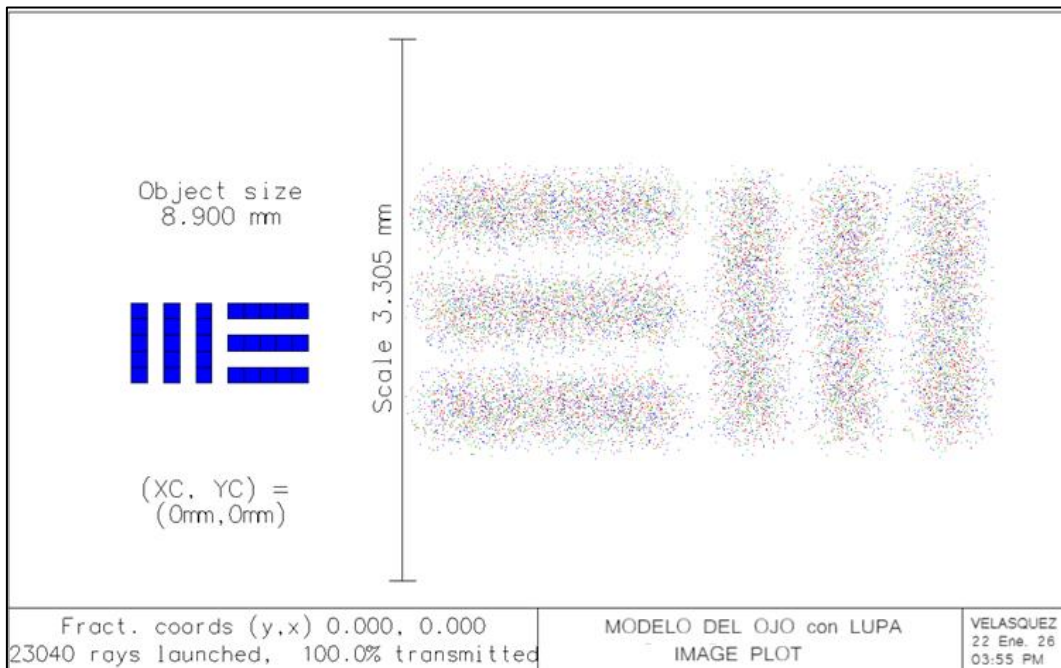 Object size
8.900 mm
Scale 3.305 mm
(XC, YC) =
(0mm,0mm)
Fract. coords (y,x) 0.000, 0.000
23040 rays launched, 100.0% transmitted
MODELO DEL OJO con LUPA
IMAGE PLOT
VELASQUEZ
22 Ene. 26
03:55 PM